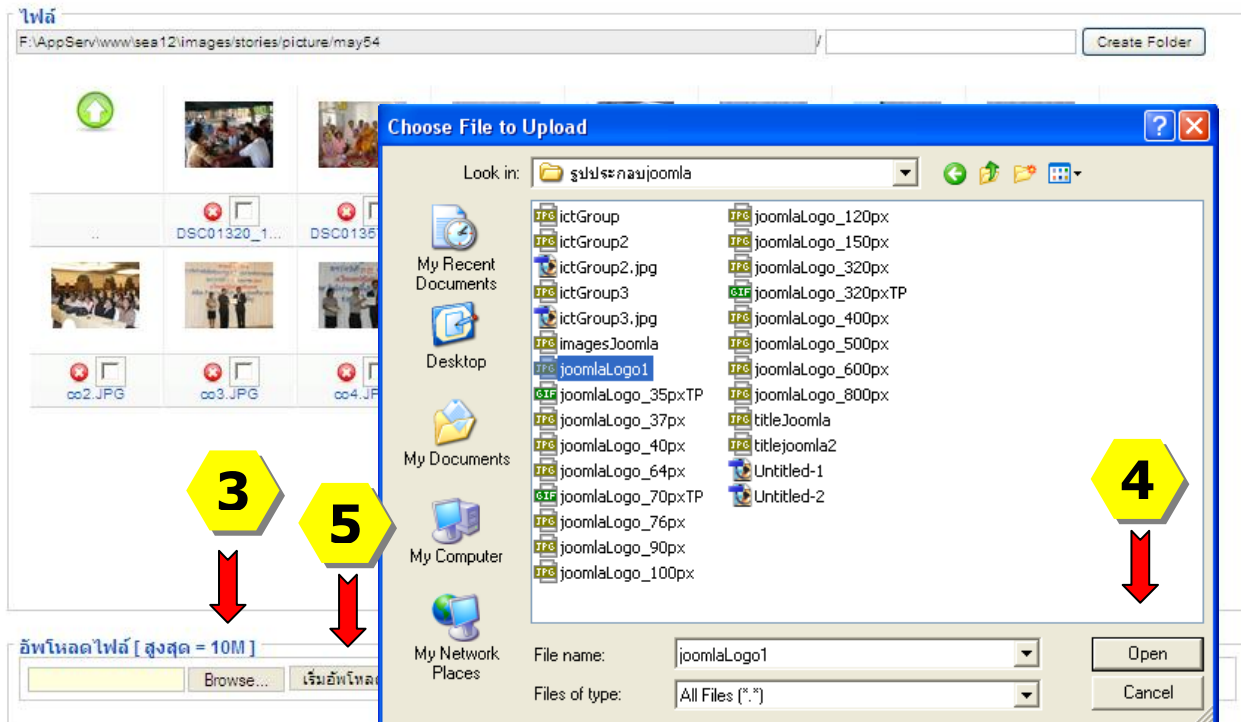 ไฟล์
F:\AppServ\www\sea12\images/stories/picture/may54 / Create Folder
Choose File to Upload
Look in: รูปประกอบjoomla
My Recent Documents
Desktop
My Documents
My Computer
My Network Places
ictGroup
ictGroup2
ictGroup2.jpg
ictGroup3
ictGroup3.jpg
imagesJoomla
joomlaLogo1
joomlaLogo_35pxTP
joomlaLogo_37px
joomlaLogo_40px
joomlaLogo_64px
joomlaLogo_70pxTP
joomlaLogo_76px
joomlaLogo_90px
joomlaLogo_100px
joomlaLogo_120px
joomlaLogo_150px
joomlaLogo_320px
joomlaLogo_320pxTP
joomlaLogo_400px
joomlaLogo_500px
joomlaLogo_600px
joomlaLogo_800px
titleJoomla
titlejoomla2
Untitled-1
Untitled-2
File name: joomlaLogo1 Open
Files of type: All Files (*.*) Cancel
..
DSC01320_1...
DSC0135
co2.JPG
co3.JPG
co4.JP
3
5
4
อัพโหลดไฟล์ [ สูงสุด = 10M ]
Browse... เริ่มอัพโหลด